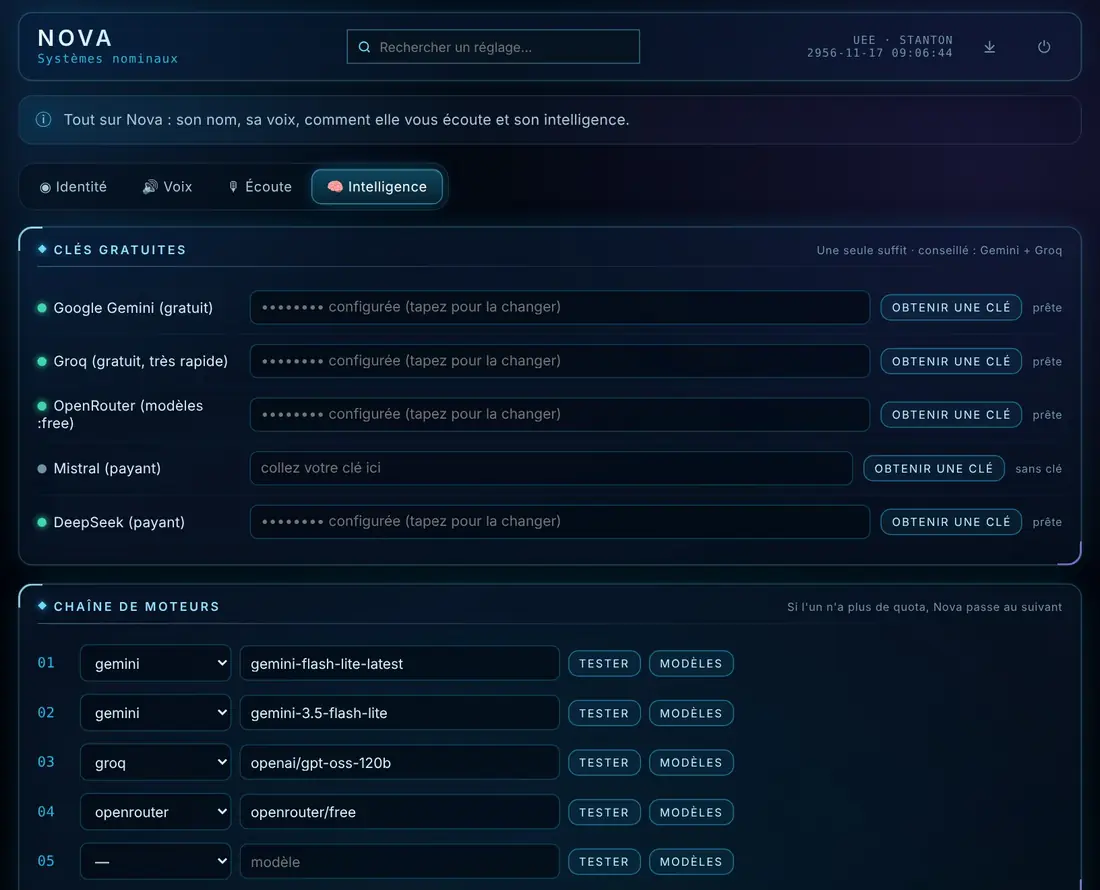 NOVA
Systèmes nominaux
Rechercher un réglage...
UEE · STANTON
2956-11-17 09:06:44
Tout sur Nova : son nom, sa voix, comment elle vous écoute et son intelligence.
Identité
Voix
Écoute
Intelligence
CLÉS GRATUITES
Une seule suffit · conseillé : Gemini + Groq
Google Gemini (gratuit)
•••••••• configurée (tapez pour la changer)
OBTENIR UNE CLÉ
prête
Groq (gratuit, très rapide)
•••••••• configurée (tapez pour la changer)
OBTENIR UNE CLÉ
prête
OpenRouter (modèles
:free)
•••••••• configurée (tapez pour la changer)
OBTENIR UNE CLÉ
prête
Mistral (payant)
collez votre clé ici
OBTENIR UNE CLÉ
sans clé
DeepSeek (payant)
•••••••• configurée (tapez pour la changer)
OBTENIR UNE CLÉ
prête
CHAÎNE DE MOTEURS
Si l'un n'a plus de quota, Nova passe au suivant
01
gemini
gemini-flash-lite-latest
TESTER
MODÈLES
02
gemini
gemini-3.5-flash-lite
TESTER
MODÈLES
03
groq
openai/gpt-oss-120b
TESTER
MODÈLES
04
openrouter
openrouter/free
TESTER
MODÈLES
05
—
modèle
TESTER
MODÈLES